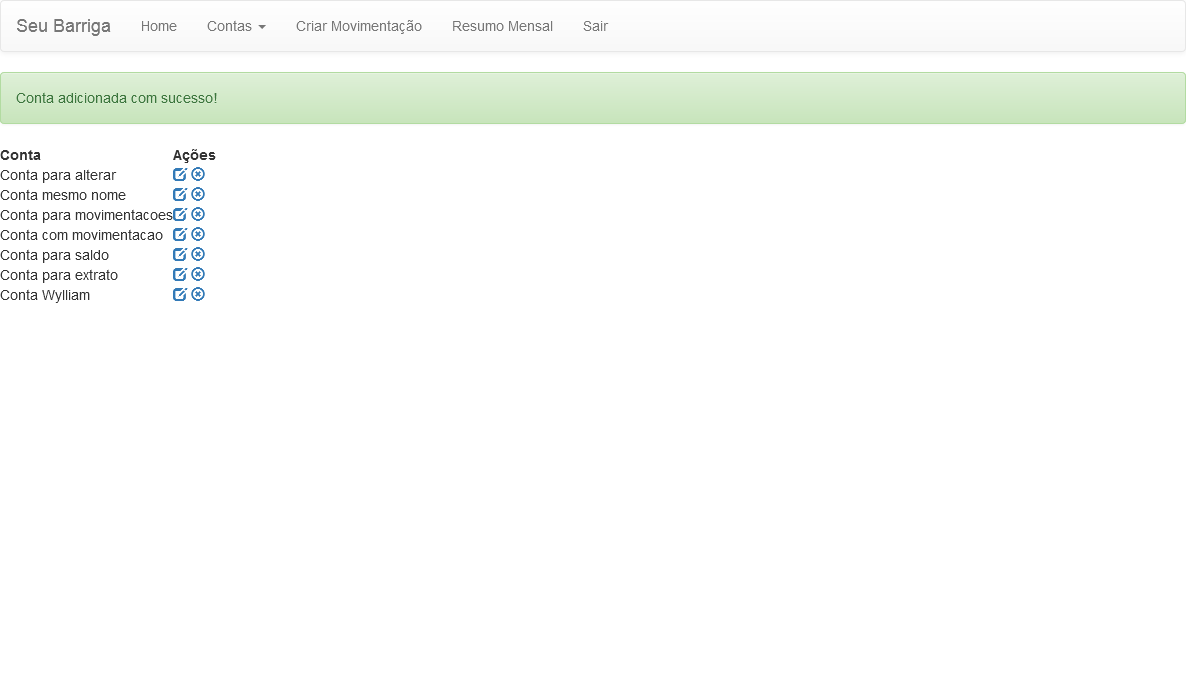 Seu Barriga Home Contas Criar Movimentação Resumo Mensal Sair
Conta adicionada com sucesso!
Conta Ações
Conta para alterar
Conta mesmo nome
Conta para movimentacoes
Conta com movimentacao
Conta para saldo
Conta para extrato
Conta Wylliam